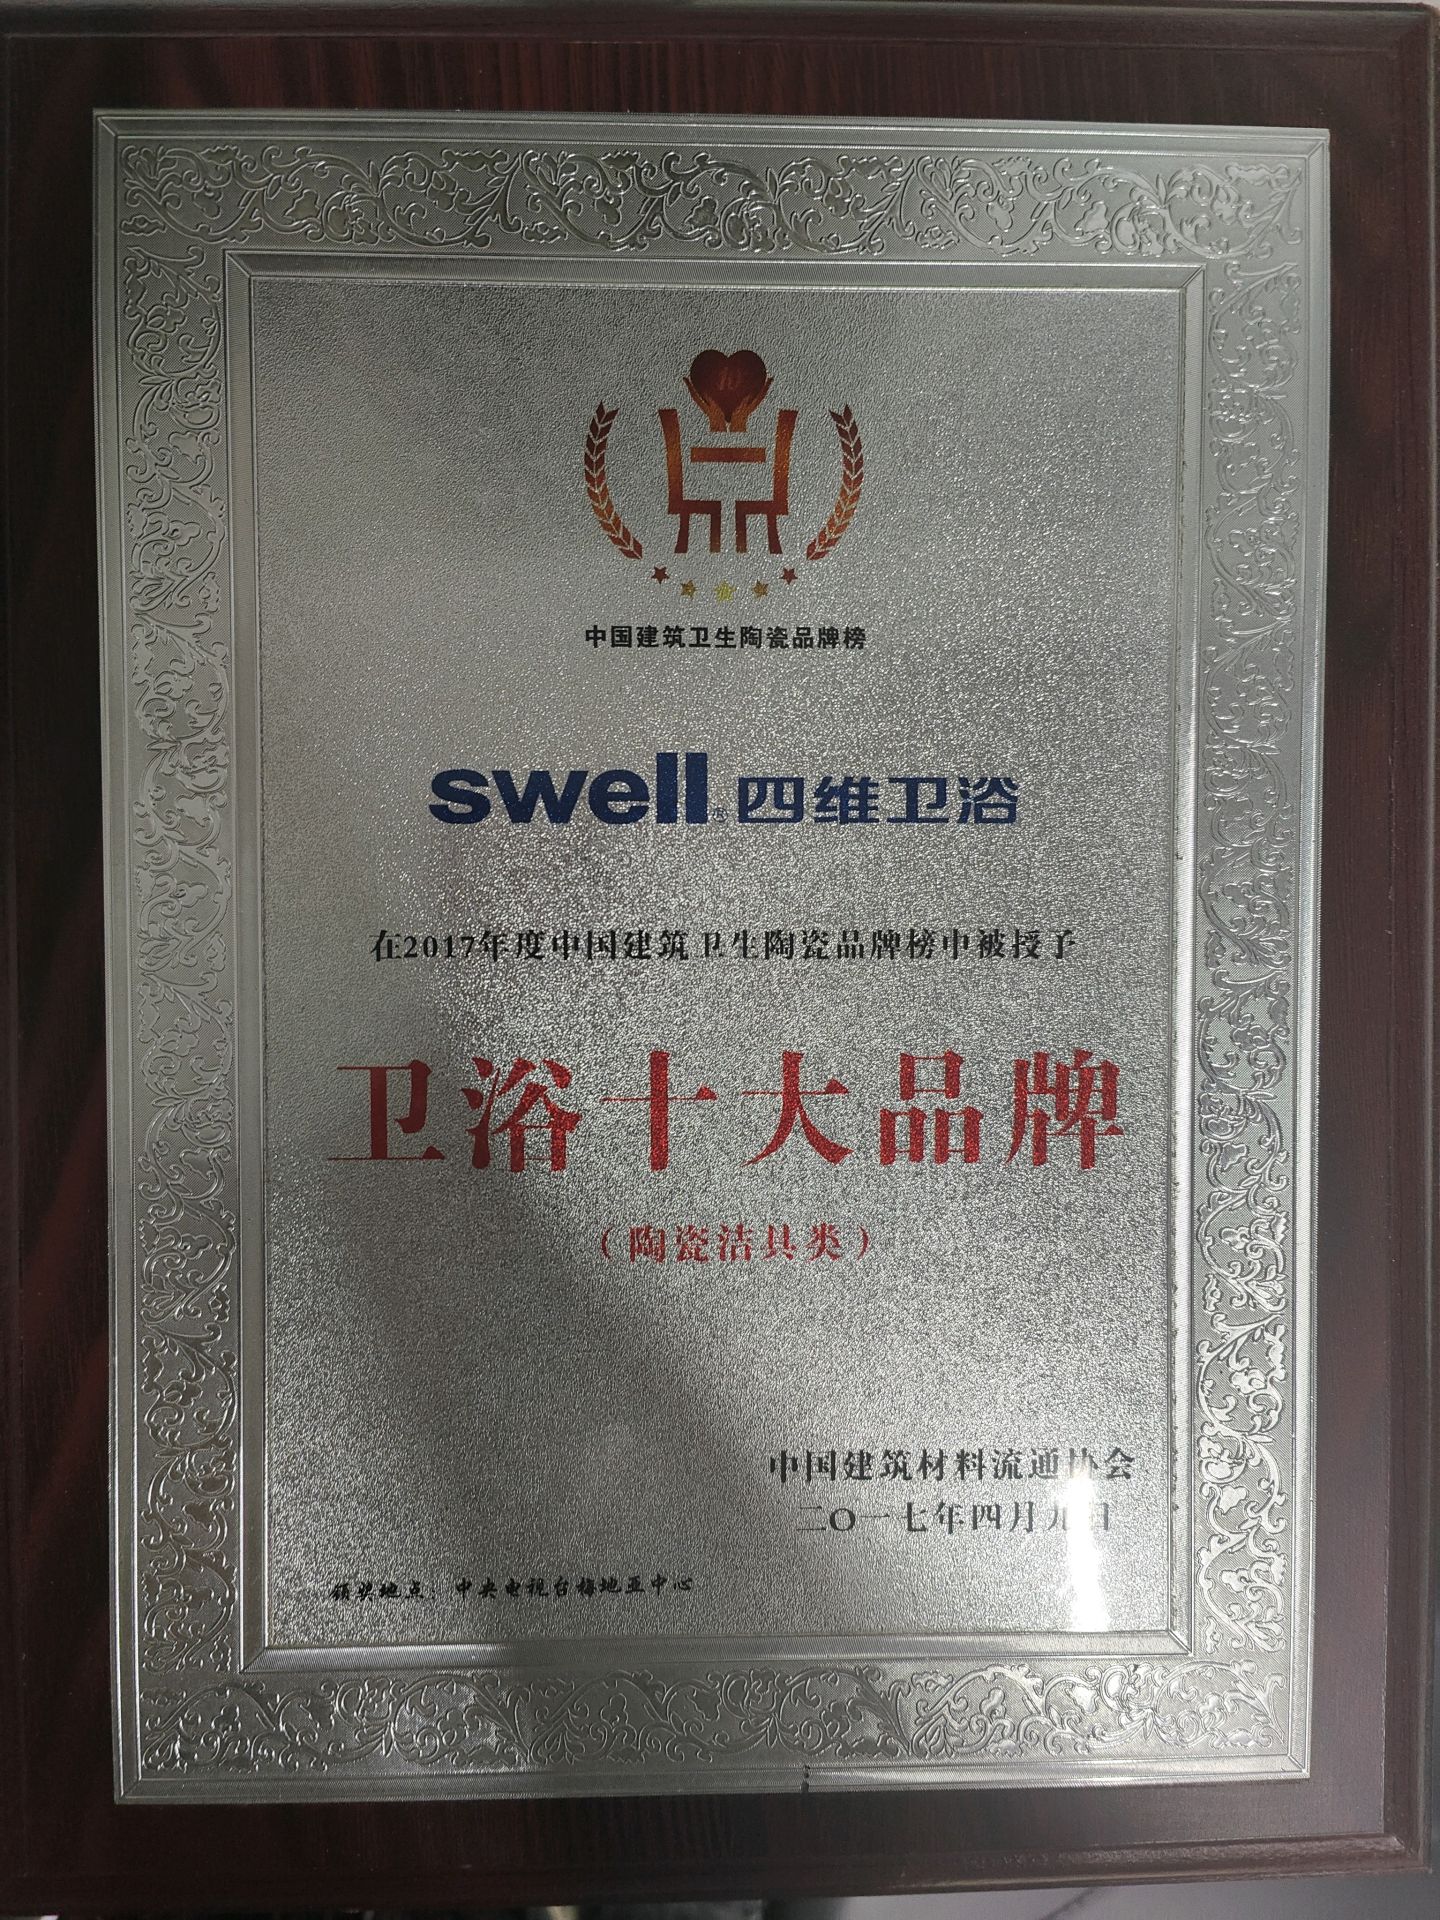 中国建筑卫生陶瓷品牌榜
swell® 四维卫浴
在2017年度中国建筑卫生陶瓷品牌榜中被授予
卫浴十大品牌
（陶瓷洁具类）
中国建筑材料流通协会
二〇一七年四月九日
颁奖地点：中央电视台梅地亚中心